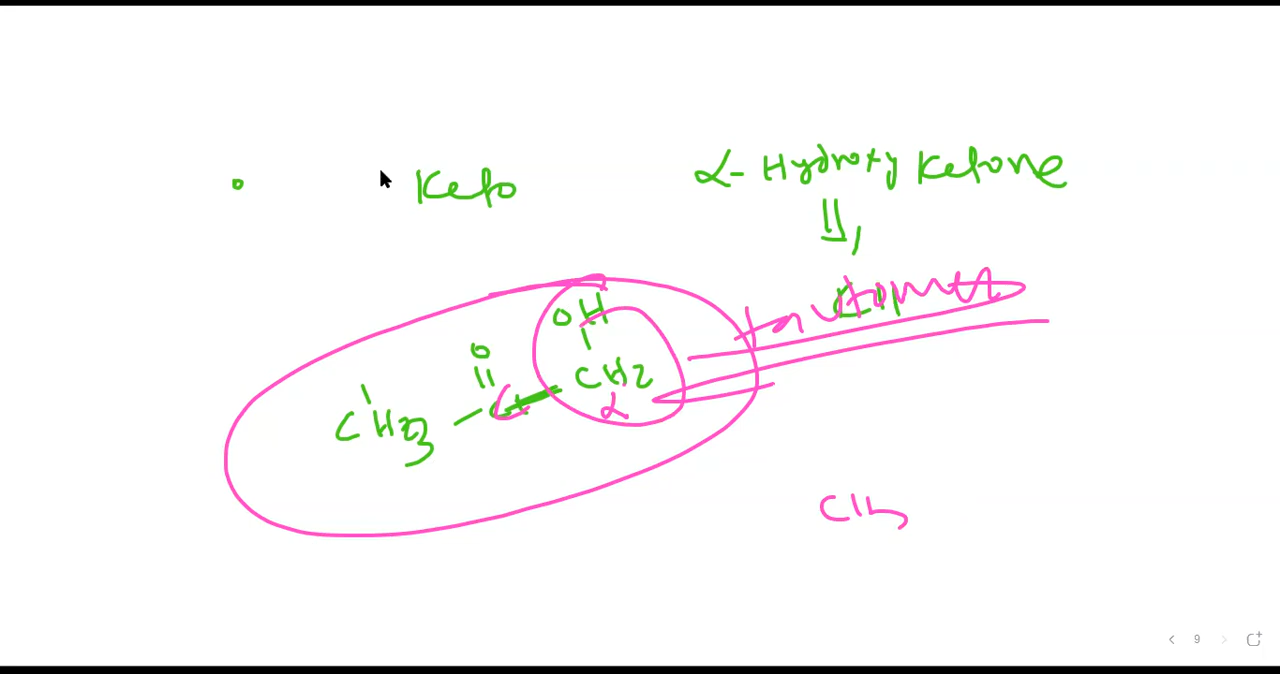 Keto
α- Hydroxy Ketone
OH
O
CH2
CH3 - C
α
CH3
9